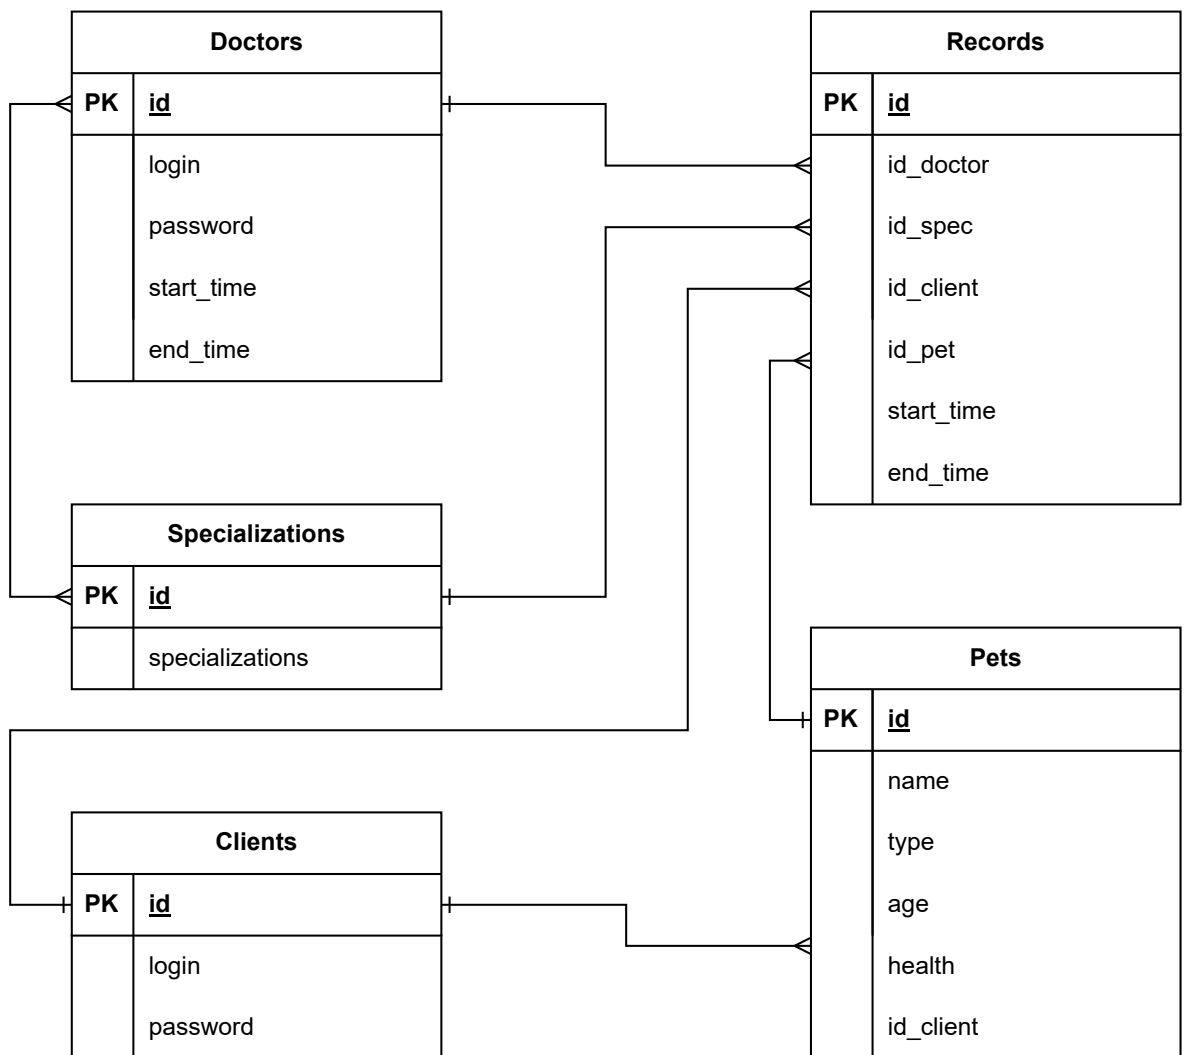 Doctors
PK id
login
password
start_time
end_time
Records
PK id
id_doctor
id_spec
id_client
id_pet
start_time
end_time
Specializations
PK id
specializations
Pets
PK id
name
type
age
health
id_client
Clients
PK id
login
password